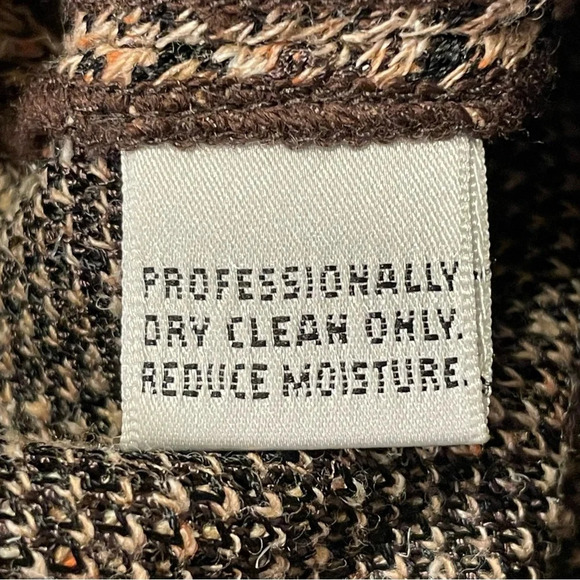 PROFESSIONALLY
DRY CLEAN ONLY.
REDUCE MOISTURE.